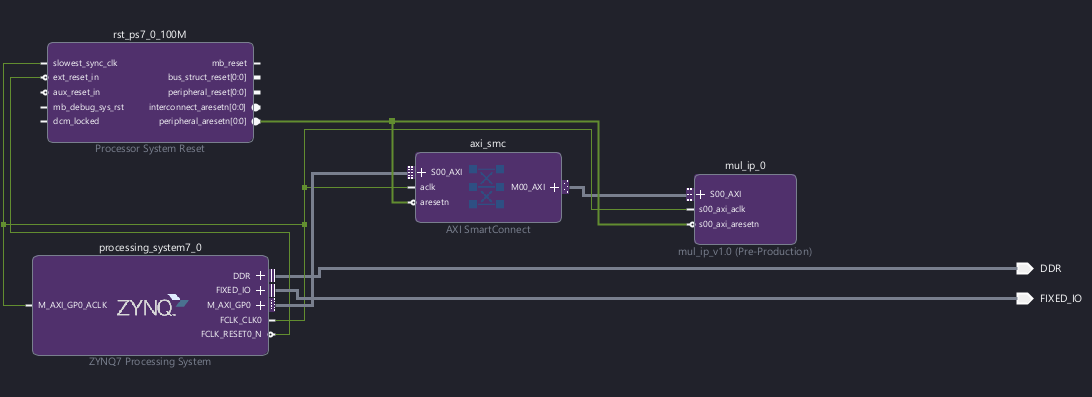 rst_ps7_0_100M
slowest_sync_clk
ext_reset_in
aux_reset_in
mb_debug_sys_rst
dcm_locked
mb_reset
bus_struct_reset[0:0]
peripheral_reset[0:0]
interconnect_aresetn[0:0]
peripheral_aresetn[0:0]
Processor System Reset
axi_smc
S00_AXI
aclk
aresetn
M00_AXI
AXI SmartConnect
mul_ip_0
S00_AXI
s00_axi_aclk
s00_axi_aresetn
mul_ip_v1.0 (Pre-Production)
processing_system7_0
M_AXI_GP0_ACLK
ZYNQ
DDR
FIXED_IO
M_AXI_GP0
FCLK_CLK0
FCLK_RESET0_N
ZYNQ7 Processing System
DDR
FIXED_IO